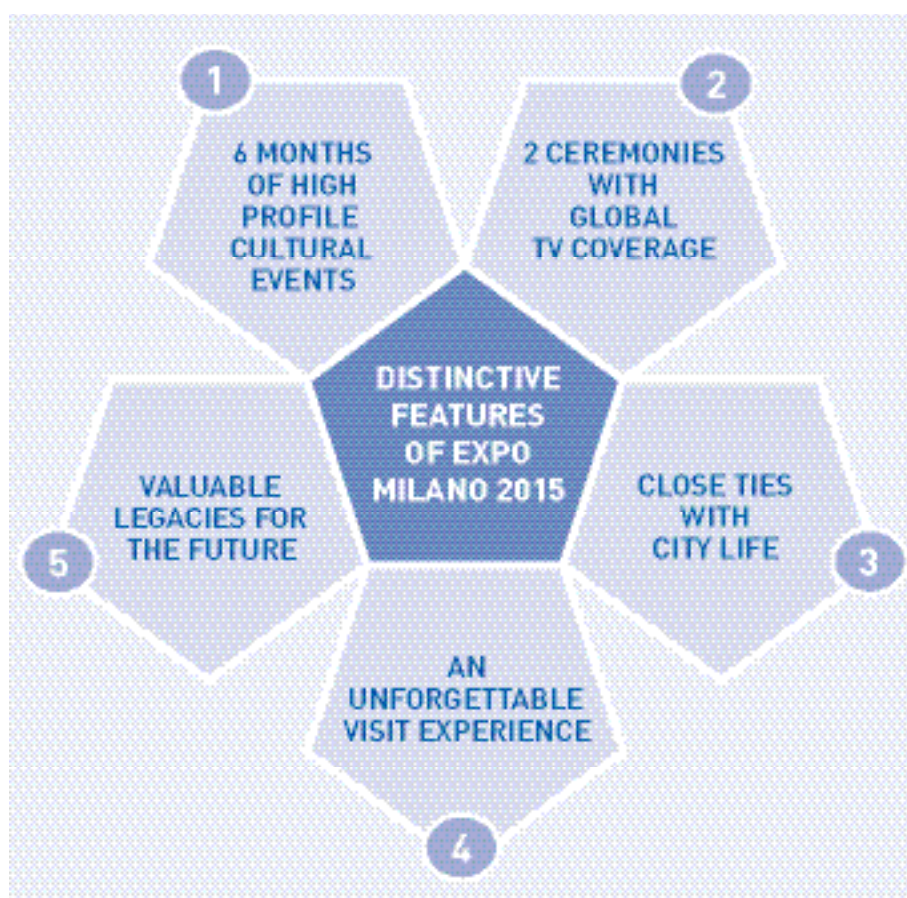 1
6 MONTHS
OF HIGH
PROFILE
CULTURAL
EVENTS
2
2 CEREMONIES
WITH
GLOBAL
TV COVERAGE
DISTINCTIVE
FEATURES
OF EXPO
MILANO 2015
CLOSE TIES
WITH
CITY LIFE
3
AN
UNFORGETTABLE
VISIT EXPERIENCE
4
VALUABLE
LEGACIES FOR
THE FUTURE
5